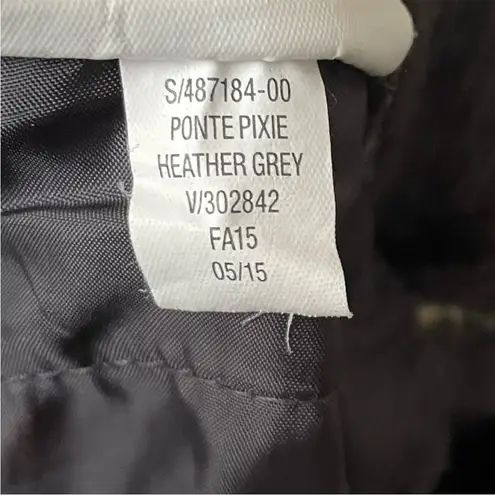 S/487184-00
PONTE PIXIE
HEATHER GREY
V/302842
FA15
05/15